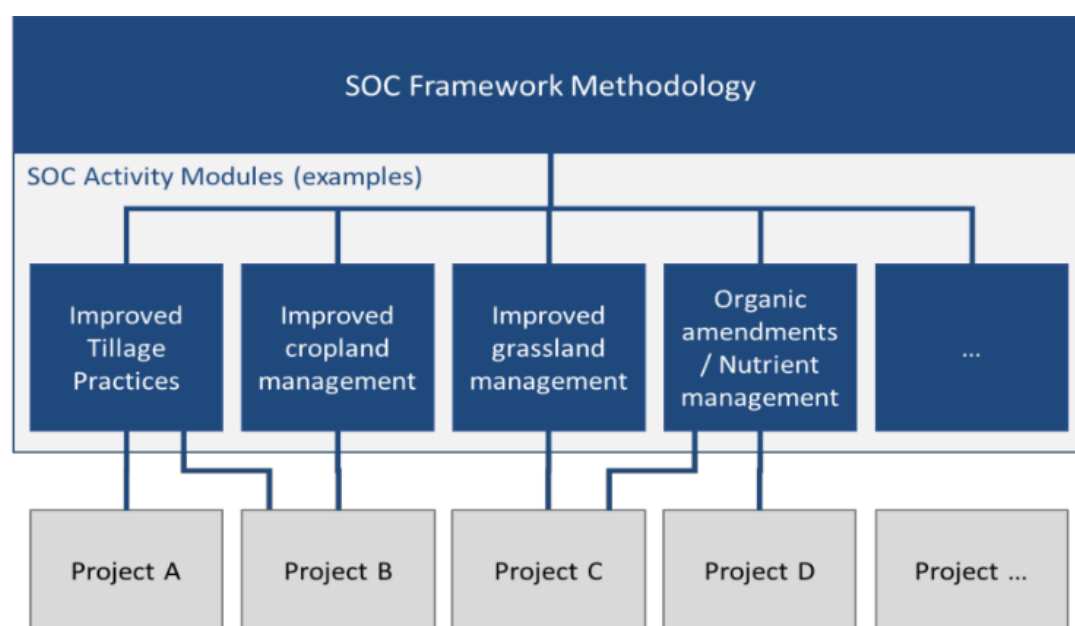 SOC Framework Methodology
SOC Activity Modules (examples)
Improved
Tillage
Practices
Improved
cropland
management
Improved
grassland
management
Organic
amendments
/ Nutrient
management
...
Project A
Project B
Project C
Project D
Project ...